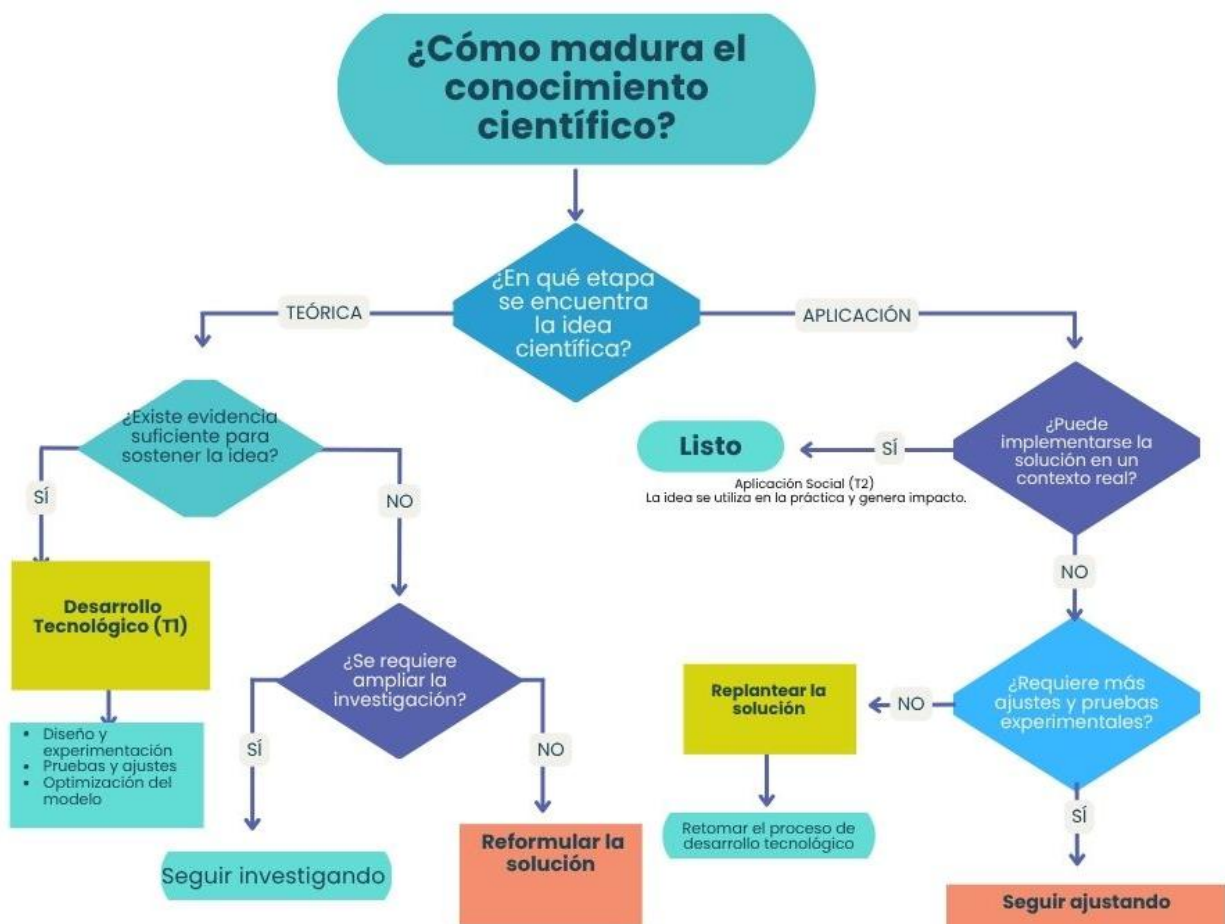 ¿Cómo madura el
conocimiento
científico?
¿En qué etapa
se encuentra
la idea
científica?
TEÓRICA
APLICACIÓN
¿Existe evidencia
suficiente para
sostener la idea?
¿Puede
implementarse la
solución en un
contexto real?
Listo
SÍ
Aplicación Social (T2)
La idea se utiliza en la práctica y genera impacto.
SÍ
NO
NO
Desarrollo
Tecnológico (T1)
¿Se requiere
ampliar la
investigación?
Replantear la
solución
NO
¿Requiere más
ajustes y pruebas
experimentales?
• Diseño y
experimentación
• Pruebas y ajustes
• Optimización del
modelo
SÍ
NO
SÍ
Retomar el proceso de
desarrollo tecnológico
Seguir investigando
Reformular la
solución
Seguir ajustando